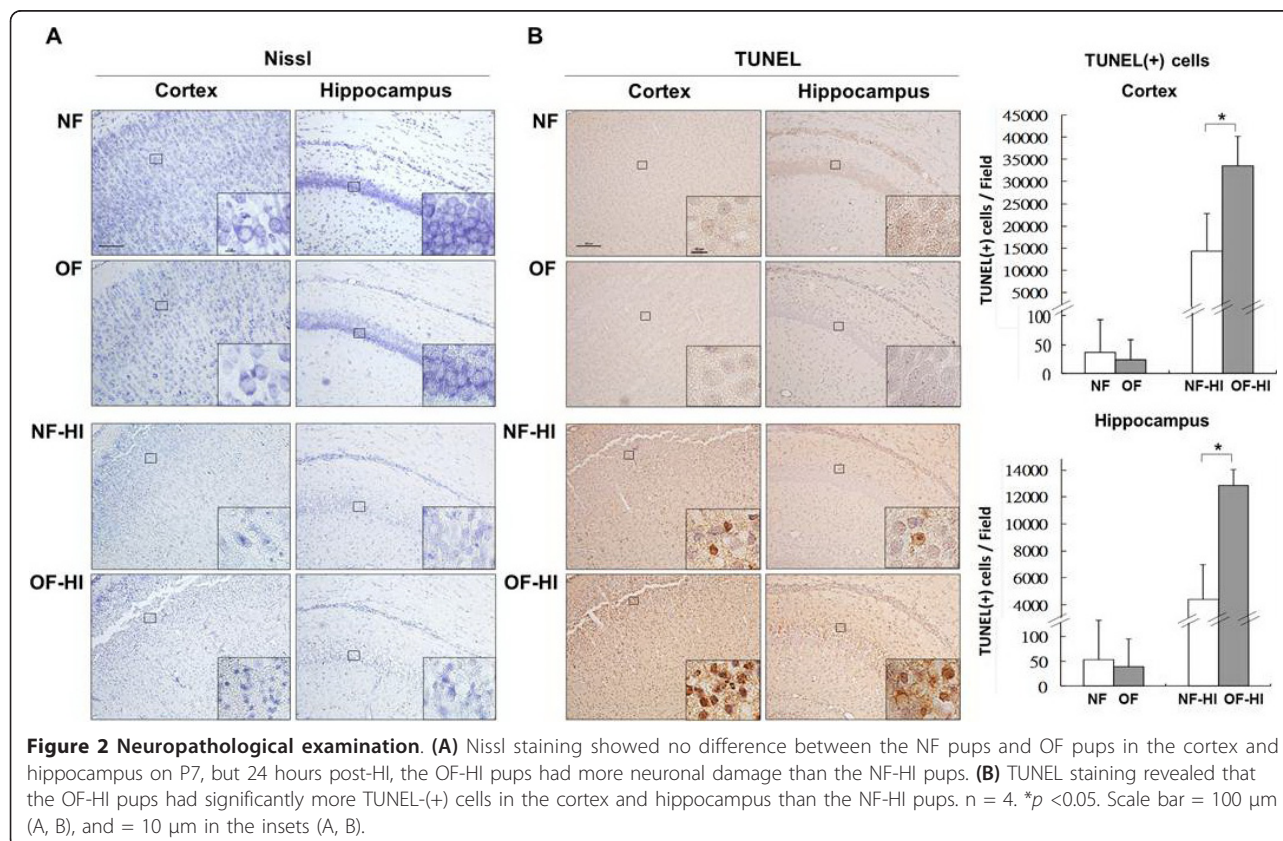 A
B
Nissl
TUNEL
TUNEL(+) cells
Cortex
Hippocampus
Cortex
Hippocampus
Cortex
NF
NF
OF
OF
NF-HI
NF-HI
OF-HI
OF-HI
TUNEL(+) cells / Field
45000
40000
35000
30000
25000
20000
15000
10000
5000
100
50
0
*
NF
OF
NF-HI
OF-HI
Hippocampus
TUNEL(+) cells / Field
14000
12000
10000
8000
6000
4000
100
50
0
*
NF
OF
NF-HI
OF-HI
Figure 2 Neuropathological examination. (A) Nissl staining showed no difference between the NF pups and OF pups in the cortex and
hippocampus on P7, but 24 hours post-HI, the OF-HI pups had more neuronal damage than the NF-HI pups. (B) TUNEL staining revealed that
the OF-HI pups had significantly more TUNEL-(+) cells in the cortex and hippocampus than the NF-HI pups. n = 4. *p <0.05. Scale bar = 100 μm
(A, B), and = 10 μm in the insets (A, B).